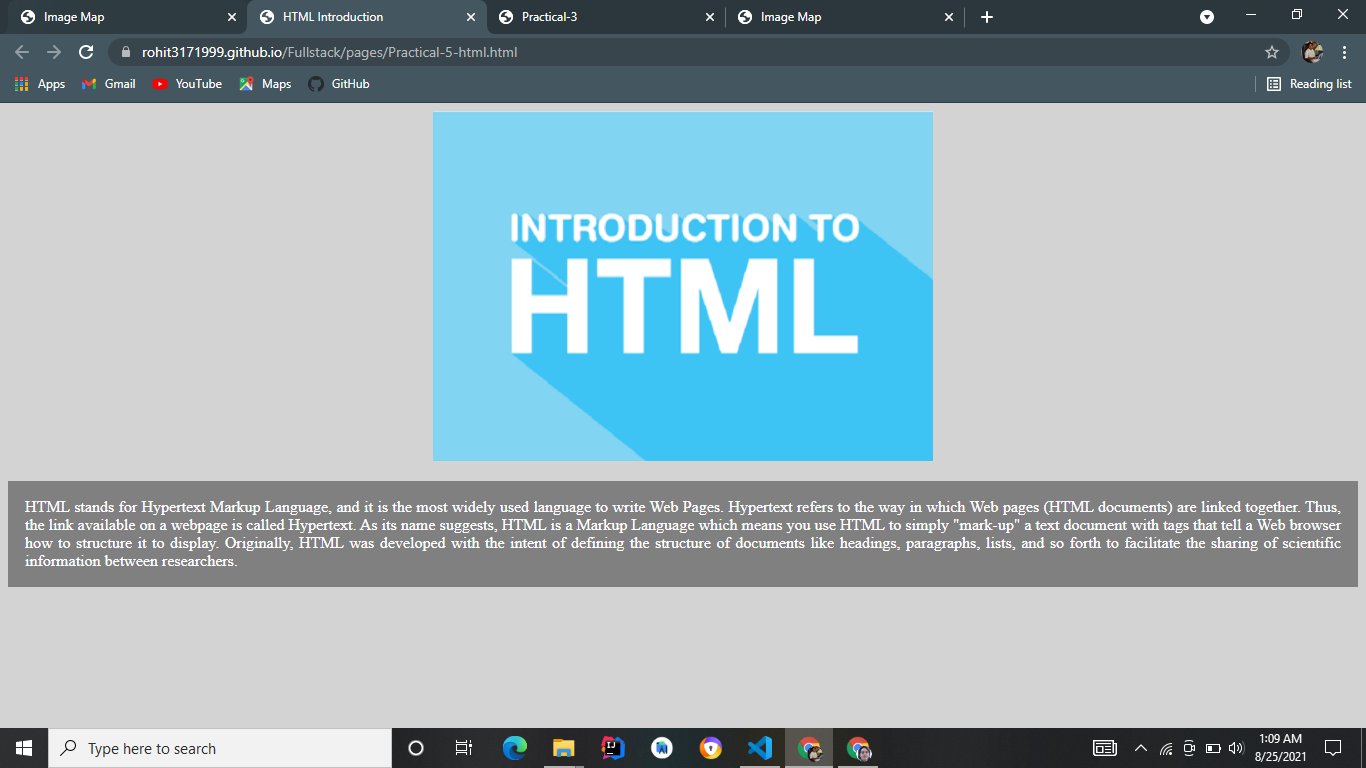 Image Map
HTML Introduction
Practical-3
Image Map
rohit3171999.github.io/Fullstack/pages/Practical-5-html.html
Apps
Gmail
YouTube
Maps
GitHub
Reading list
INTRODUCTION TO
HTML
HTML stands for Hypertext Markup Language, and it is the most widely used language to write Web Pages. Hypertext refers to the way in which Web pages (HTML documents) are linked together. Thus,
the link available on a webpage is called Hypertext. As its name suggests, HTML is a Markup Language which means you use HTML to simply "mark-up" a text document with tags that tell a Web browser
how to structure it to display. Originally, HTML was developed with the intent of defining the structure of documents like headings, paragraphs, lists, and so forth to facilitate the sharing of scientific
information between researchers.
Type here to search
1:09 AM
8/25/2021